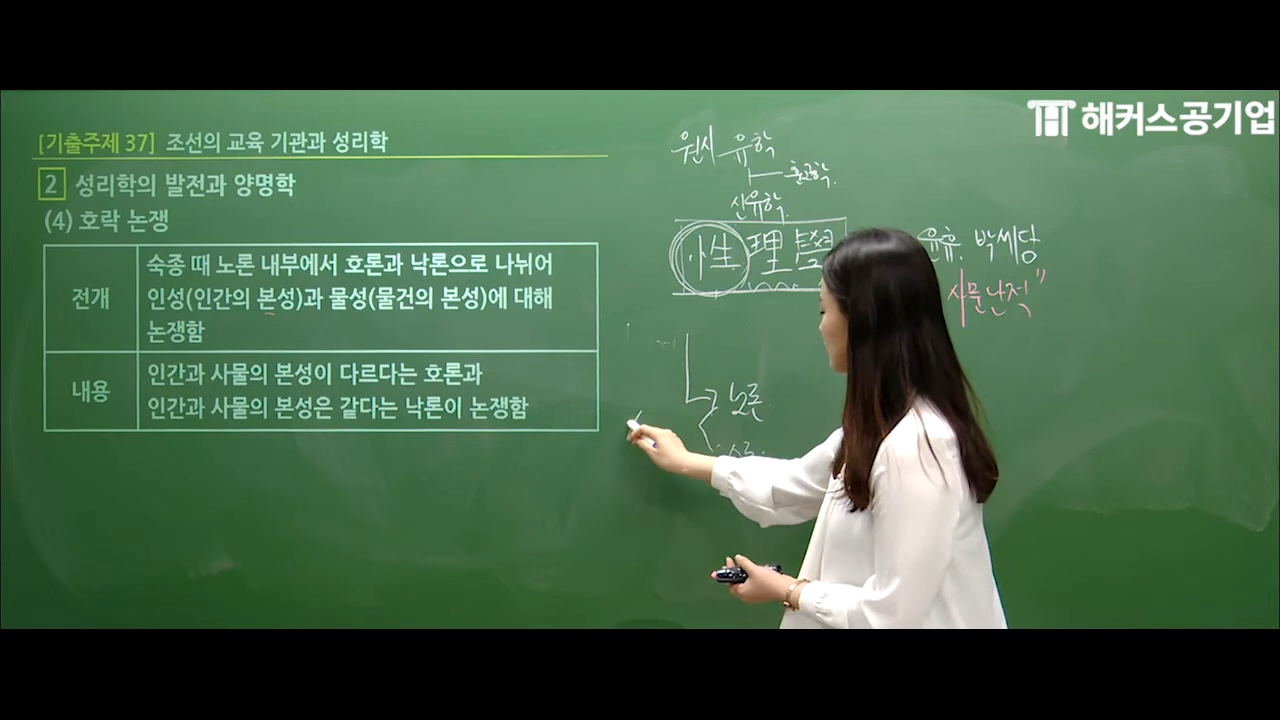 해커스공기업
[기출주제 37] 조선의 교육 기관과 성리학
2 성리학의 발전과 양명학
(4) 호락 논쟁
전개
숙종 때 노론 내부에서 호론과 낙론으로 나뉘어
인성(인간의 본성)과 물성(물건의 본성)에 대해
논쟁함
내용
인간과 사물의 본성이 다르다는 호론과
인간과 사물의 본성은 같다는 낙론이 논쟁함
원시 유학
훈고학.
신유학.
性理學
윤휴. 박세당
사문난적"
노론